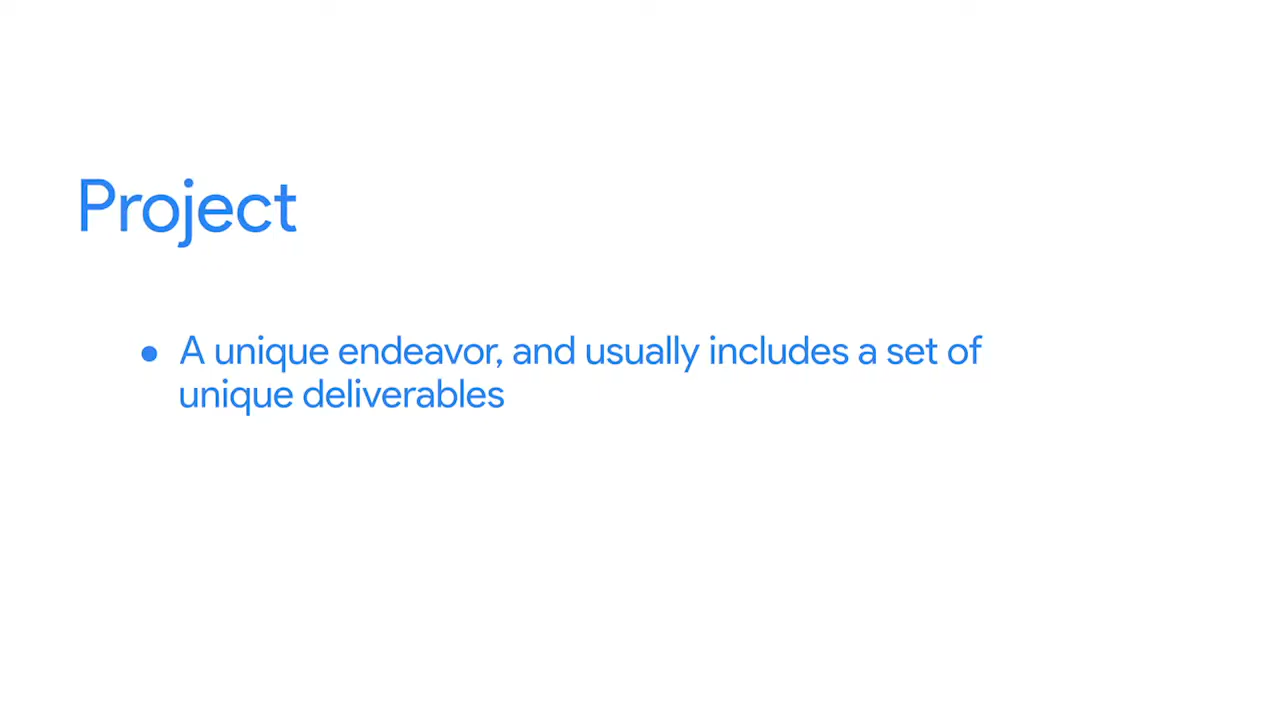 Project
● A unique endeavor, and usually includes a set of
unique deliverables